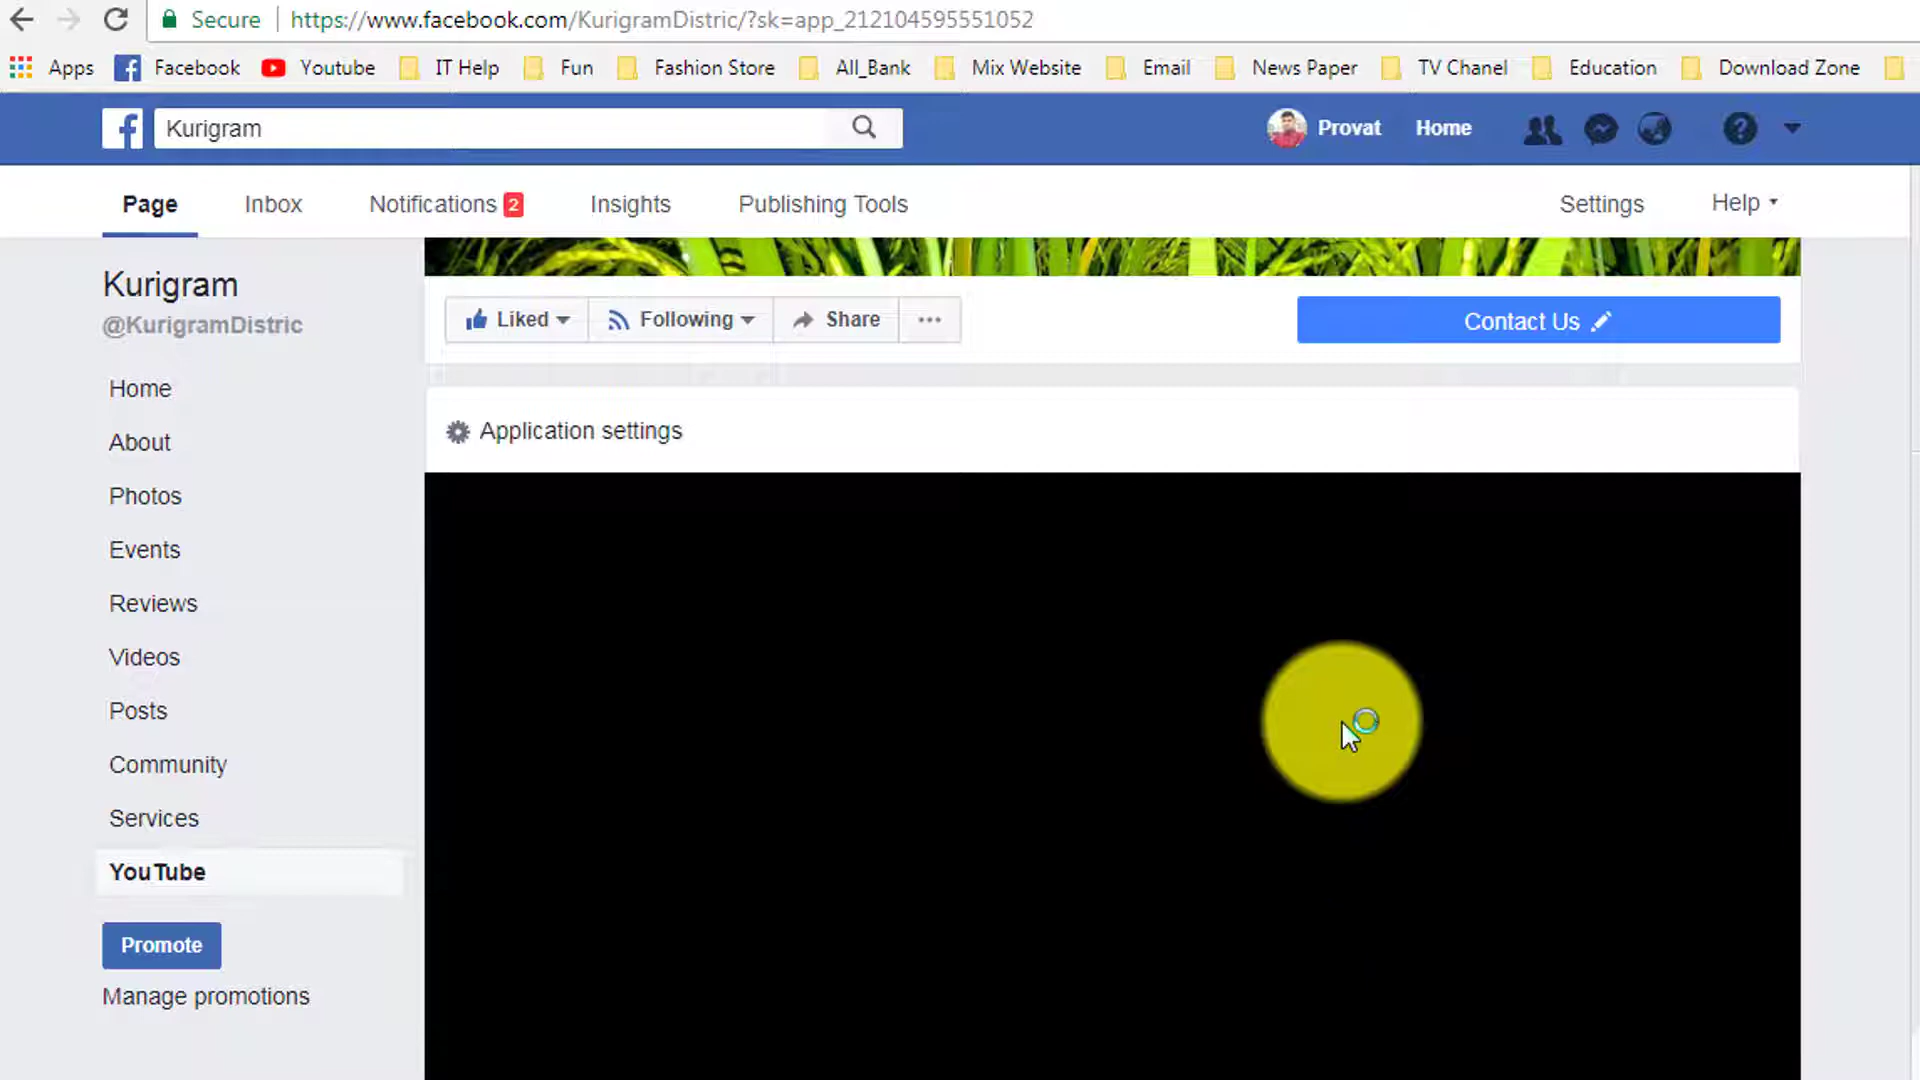 Secure https://www.facebook.com/KurigramDistric/?sk=app_212104595551052
Apps Facebook Youtube IT Help Fun Fashion Store All_Bank Mix Website Email News Paper TV Chanel Education Download Zone
Kurigram Provat Home
Page Inbox Notifications 2 Insights Publishing Tools Settings Help
Kurigram
@KurigramDistric
Liked Following Share ... Contact Us
Application settings
Home
About
Photos
Events
Reviews
Videos
Posts
Community
Services
YouTube
Promote
Manage promotions